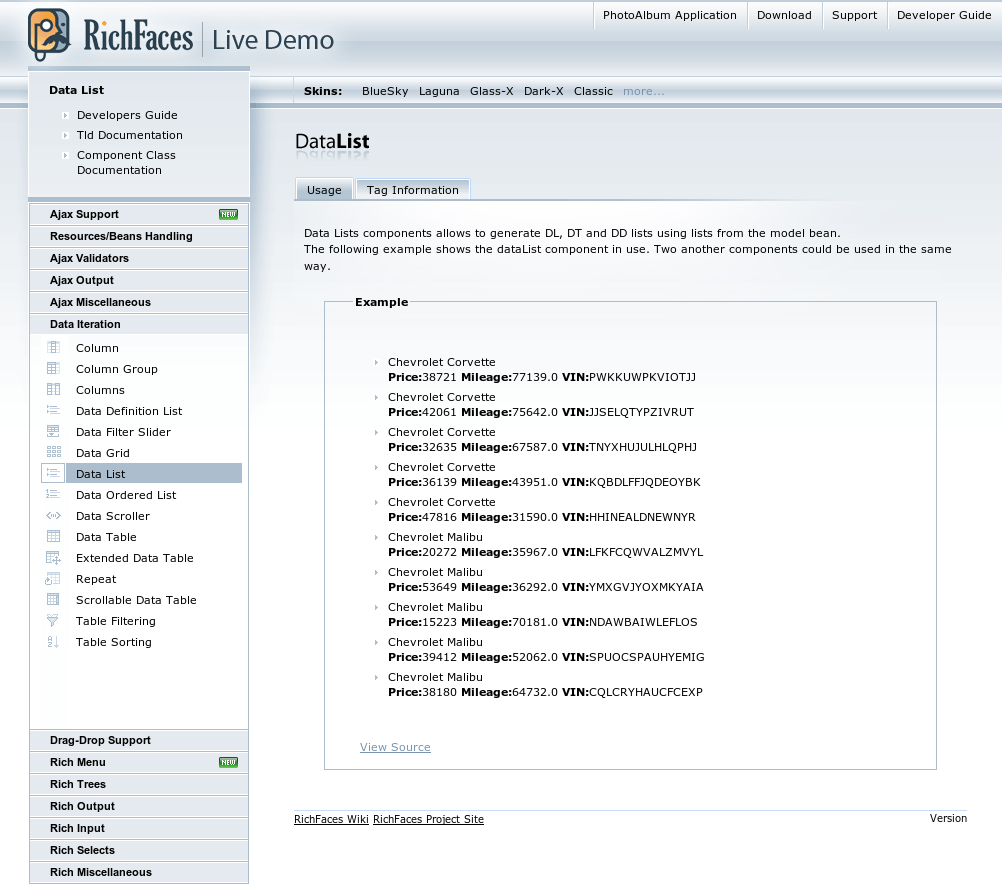 PhotoAlbum Application Download Support Developer Guide
RichFaces Live Demo
Skins: BlueSky Laguna Glass-X Dark-X Classic more...
Data List
Developers Guide
Tld Documentation
Component Class
Documentation
Ajax Support NEW
Resources/Beans Handling
Ajax Validators
Ajax Output
Ajax Miscellaneous
Data Iteration
Column
Column Group
Columns
Data Definition List
Data Filter Slider
Data Grid
Data List
Data Ordered List
Data Scroller
Data Table
Extended Data Table
Repeat
Scrollable Data Table
Table Filtering
Table Sorting
Drag-Drop Support
Rich Menu NEW
Rich Trees
Rich Output
Rich Input
Rich Selects
Rich Miscellaneous
DataList
Usage Tag Information
Data Lists components allows to generate DL, DT and DD lists using lists from the model bean.
The following example shows the dataList component in use. Two another components could be used in the same
way.
Example
Chevrolet Corvette
Price:38721 Mileage:77139.0 VIN:PWKKUWPKVIOTJJ
Chevrolet Corvette
Price:42061 Mileage:75642.0 VIN:JJSELQTYPZIVRUT
Chevrolet Corvette
Price:32635 Mileage:67587.0 VIN:TNYXHUJULHLQPHJ
Chevrolet Corvette
Price:36139 Mileage:43951.0 VIN:KQBDLFFJQDEOYBK
Chevrolet Corvette
Price:47816 Mileage:31590.0 VIN:HHINEALDNEWNYR
Chevrolet Malibu
Price:20272 Mileage:35967.0 VIN:LFKFCQWVALZMVYL
Chevrolet Malibu
Price:53649 Mileage:36292.0 VIN:YMXGVJYOXMKYAIA
Chevrolet Malibu
Price:15223 Mileage:70181.0 VIN:NDAWBAIWLEFLOS
Chevrolet Malibu
Price:39412 Mileage:52062.0 VIN:SPUOCSPAUHYEMIG
Chevrolet Malibu
Price:38180 Mileage:64732.0 VIN:CQLCRYHAUCFCEXP
View Source
RichFaces Wiki RichFaces Project Site Version